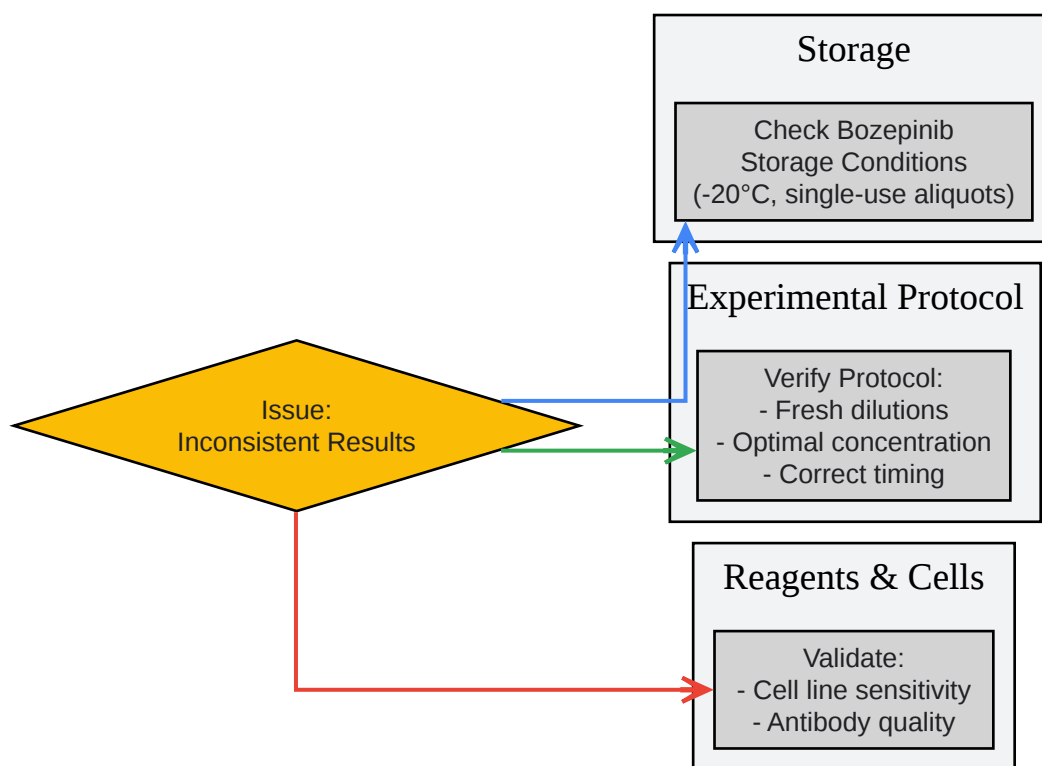 Storage
Check Bozepinib
Storage Conditions
(-20°C, single-use aliquots)
Experimental Protocol
Verify Protocol:
- Fresh dilutions
- Optimal concentration
- Correct timing
Issue:
Inconsistent Results
Reagents & Cells
Validate:
- Cell line sensitivity
- Antibody quality